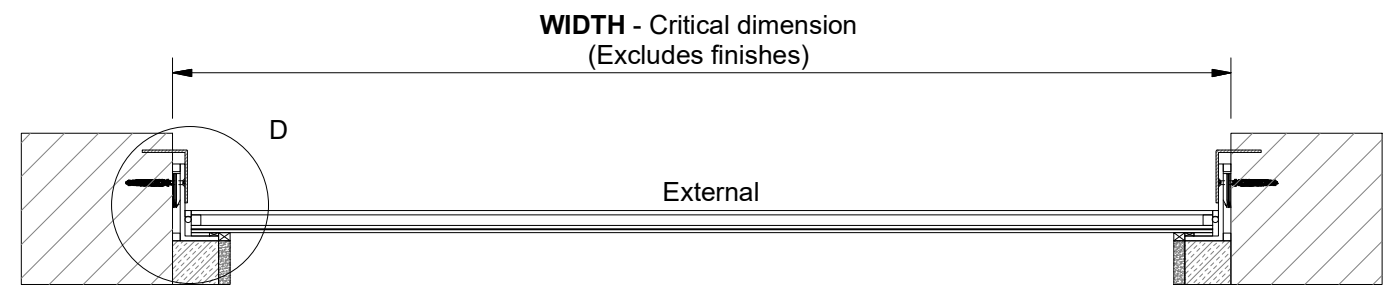 WIDTH - Critical dimension
(Excludes finishes)
D
External